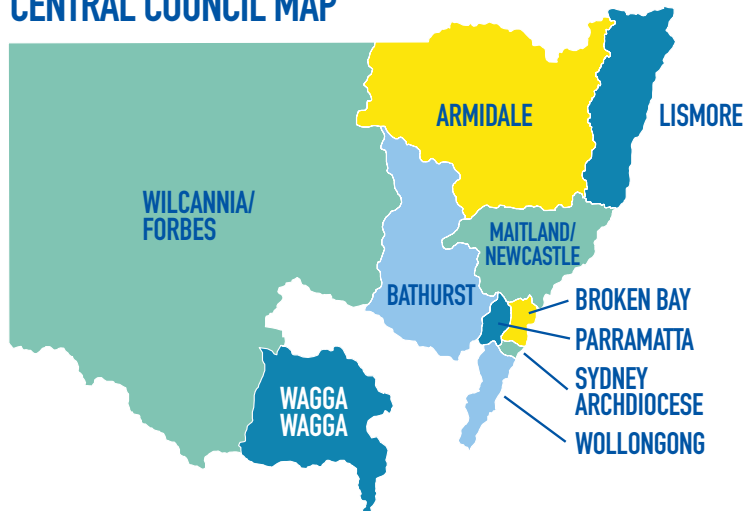 CENTRAL COUNCIL MAP
ARMIDALE
LISMORE
WILCANNIA/
FORBES
MAITLAND/
NEWCASTLE
BATHURST
BROKEN BAY
PARRAMATTA
SYDNEY
ARCHDIOCESE
WAGGA
WAGGA
WOLLONGONG